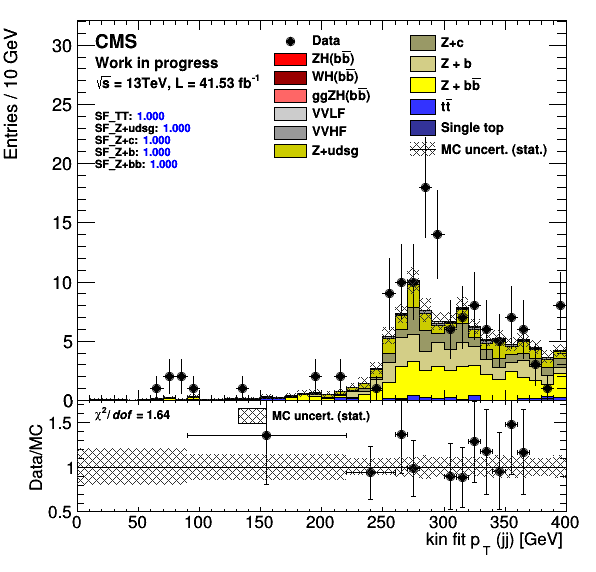 CMS
Work in progress
√s = 13TeV, L = 41.53 fb⁻¹
SF_TT: 1.000
SF_Z+udsg: 1.000
SF_Z+c: 1.000
SF_Z+b: 1.000
SF_Z+bb: 1.000
Data
ZH(bb̅)
WH(bb̅)
ggZH(bb̅)
VVLF
VVHF
Z+udsg
Z+c
Z + b
Z + bb̅
tt̅
Single top
MC uncert. (stat.)
Entries / 10 GeV
30
25
20
15
10
5
0
χ²/dof = 1.64
MC uncert. (stat.)
Data/MC
1.5
1
0.5
0 50 100 150 200 250 300 350 400
kin fit p_T (jj) [GeV]